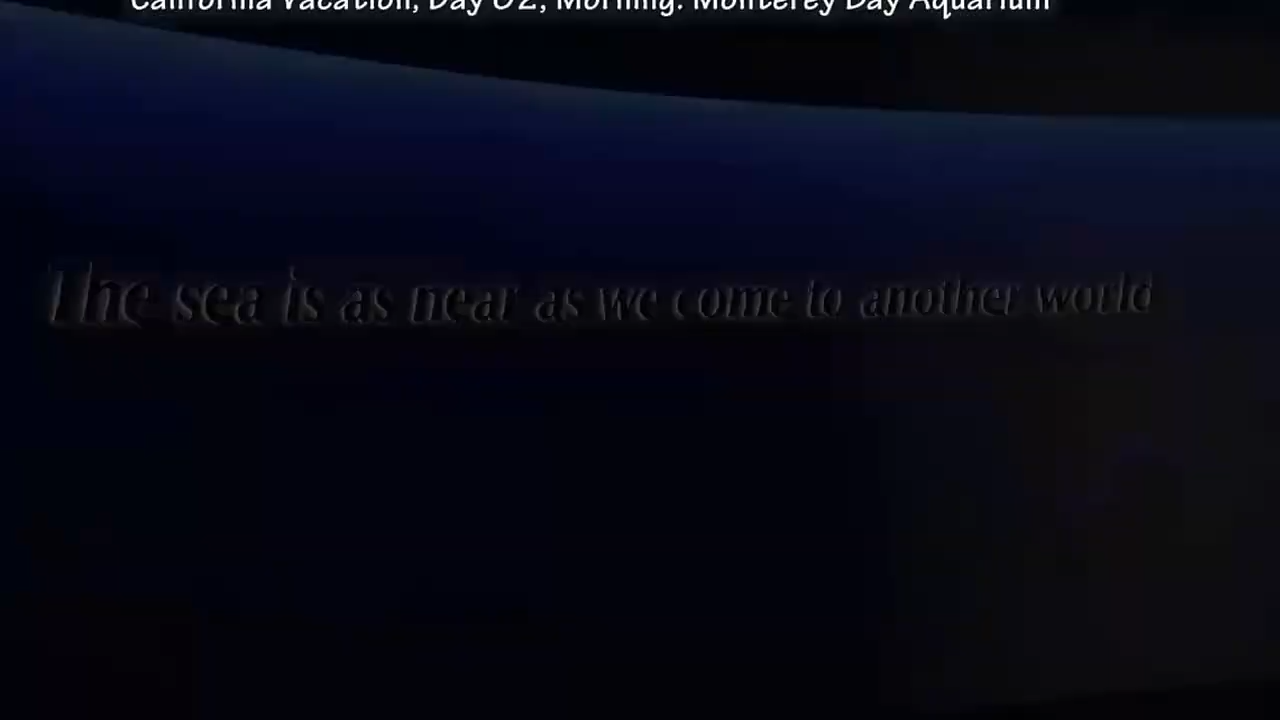 California Vacation, Day 02, Morning: Monterey Bay Aquarium
The sea is as near as we come to another world